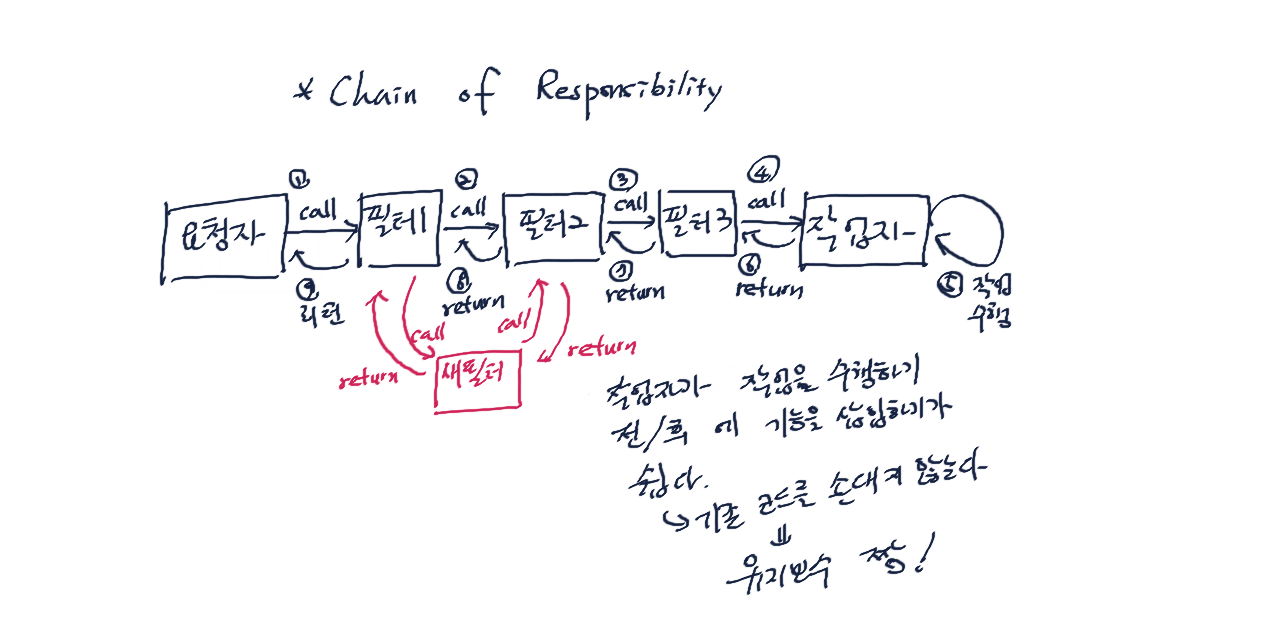 * Chain of Responsibility
① ② ③ ④
call call call call
요청자 필터1 필터2 필터3 작업자
⑨ ⑧ ⑦ ⑥ ⑤ 작업
리턴 return return return 수행
call call
return return
새필터
작업자가 작업을 수행하기
전/후 에 기능을 삽입하기가
쉽다.
↳ 기존 코드를 손대지 않는다
⇓
유지보수 짱!